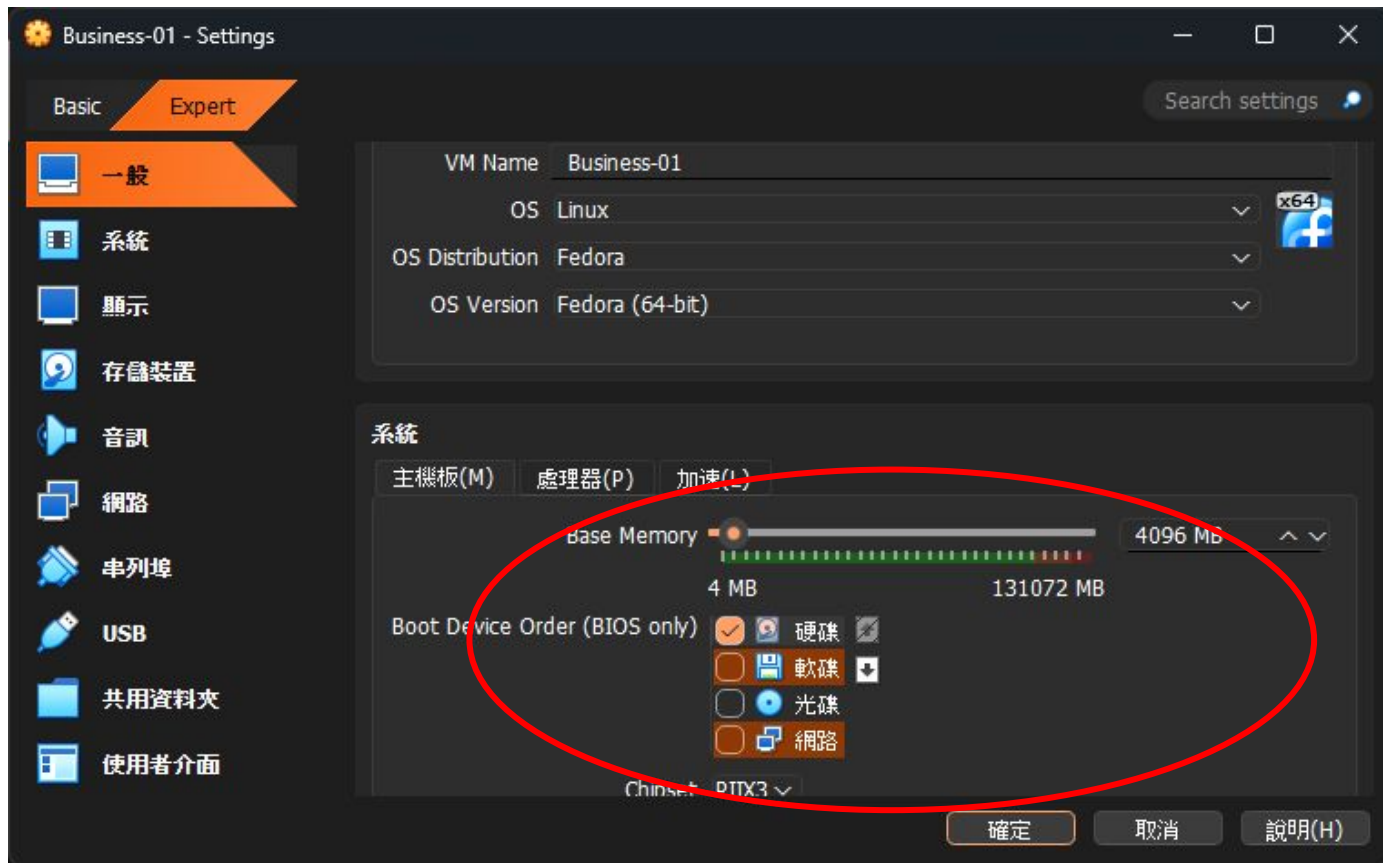 Business-01 - Settings
Basic
Expert
Search settings
一般
系統
顯示
存儲裝置
音訊
網路
串列埠
USB
共用資料夾
使用者介面
VM Name Business-01
OS Linux
x64
OS Distribution Fedora
OS Version Fedora (64-bit)
系統
主機板(M) 處理器(P) 加速(L)
Base Memory 4096 MB
4 MB 131072 MB
Boot Device Order (BIOS only) 硬碟
軟碟
光碟
網路
Chipset PIIX3
確定 取消 說明(H)